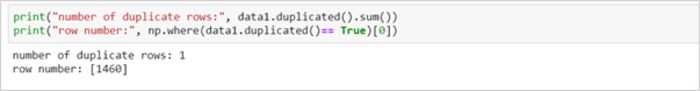 print("number of duplicate rows:", data1.duplicated().sum())
print("row number:", np.where(data1.duplicated()== True)[0])
number of duplicate rows: 1
row number: [1460]